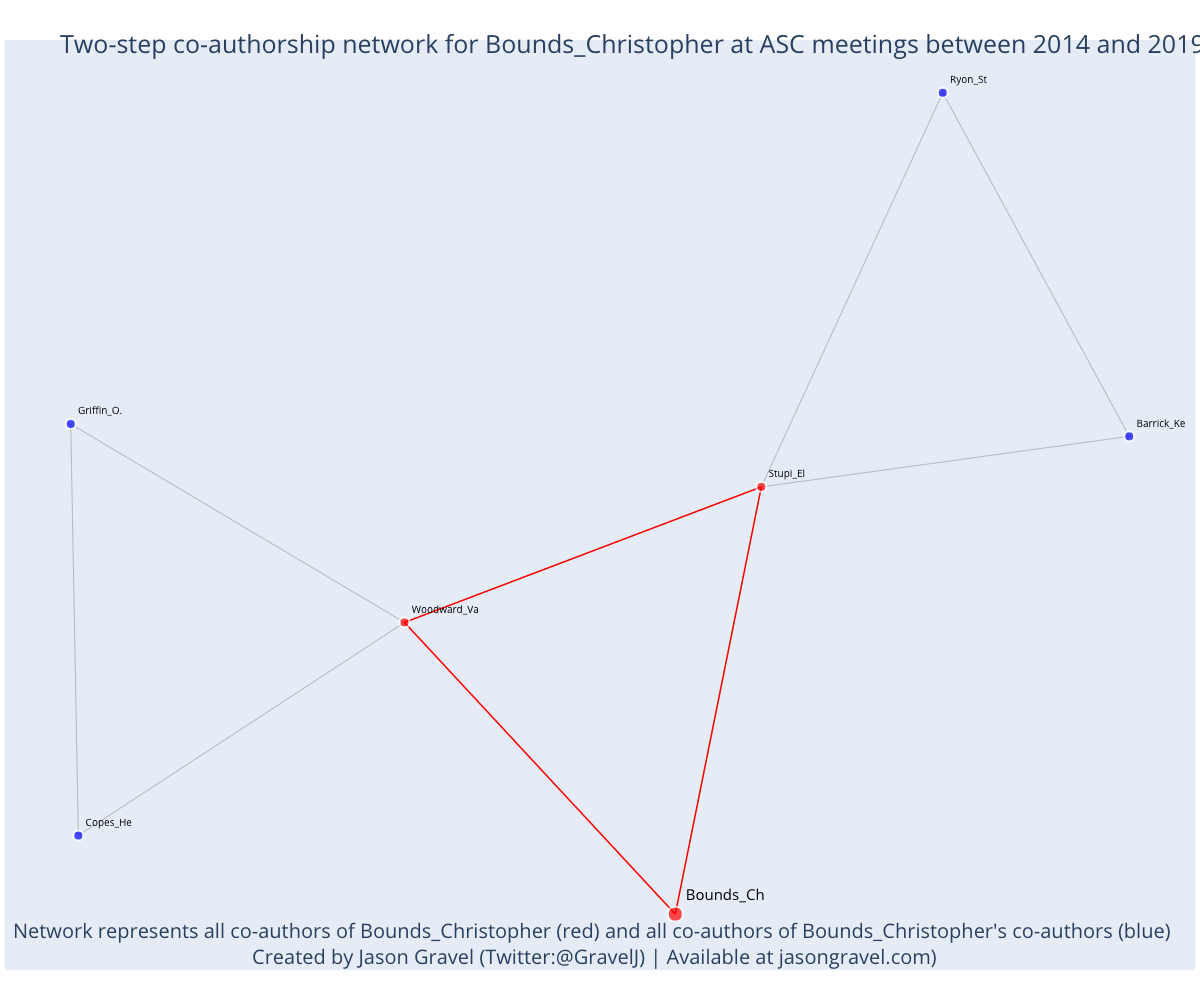 Two-step co-authorship network for Bounds_Christopher at ASC meetings between 2014 and 2019
Ryon_St
Griffin_O.
Barrick_Ke
Stupi_El
Woodward_Va
Copes_He
Bounds_Ch
Network represents all co-authors of Bounds_Christopher (red) and all co-authors of Bounds_Christopher's co-authors (blue)
Created by Jason Gravel (Twitter:@GravelJ) | Available at jasongravel.com)